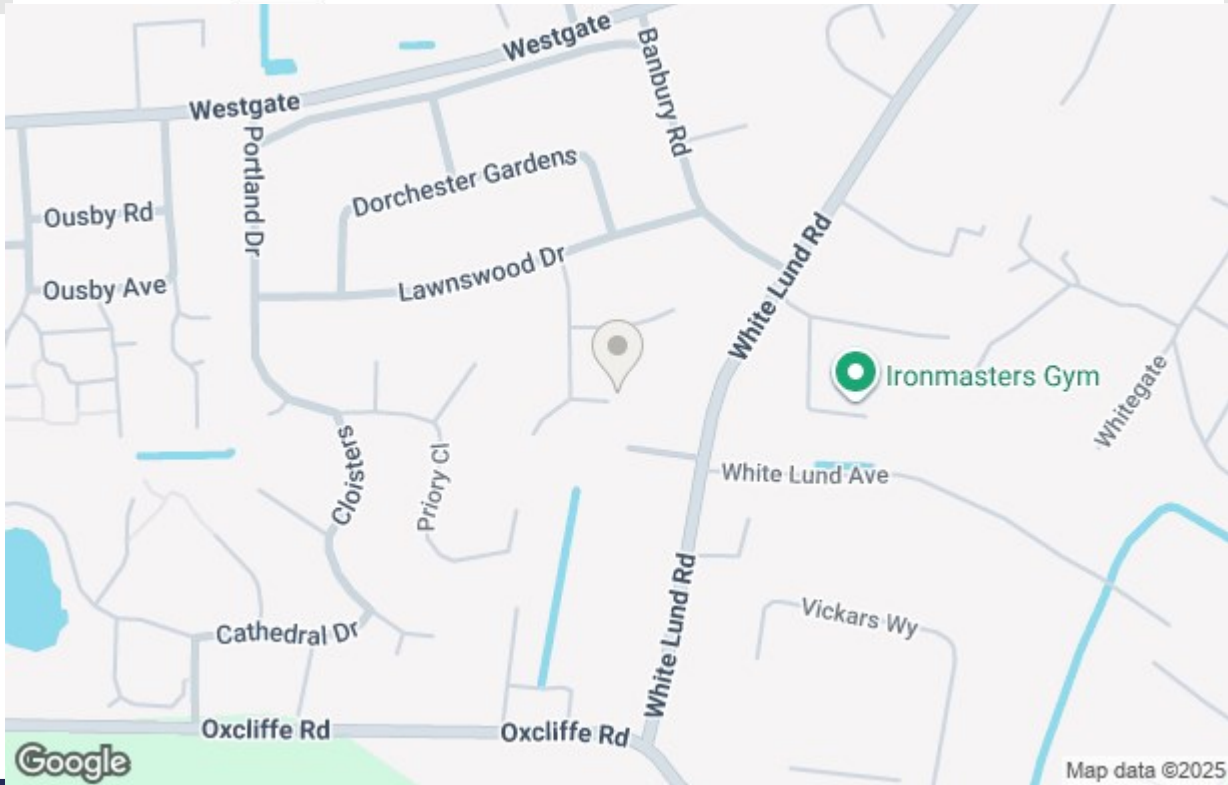 Westgate
Westgate
Banbury Rd
Portland Dr
Dorchester Gardens
Ousby Rd
Lawnswood Dr
Ousby Ave
White Lund Rd
Ironmasters Gym
Whitegate
Cloisters
Priory Cl
White Lund Ave
White Lund Rd
Vickars Wy
Cathedral Dr
Oxcliffe Rd
Oxcliffe Rd
Google
Map data ©2025